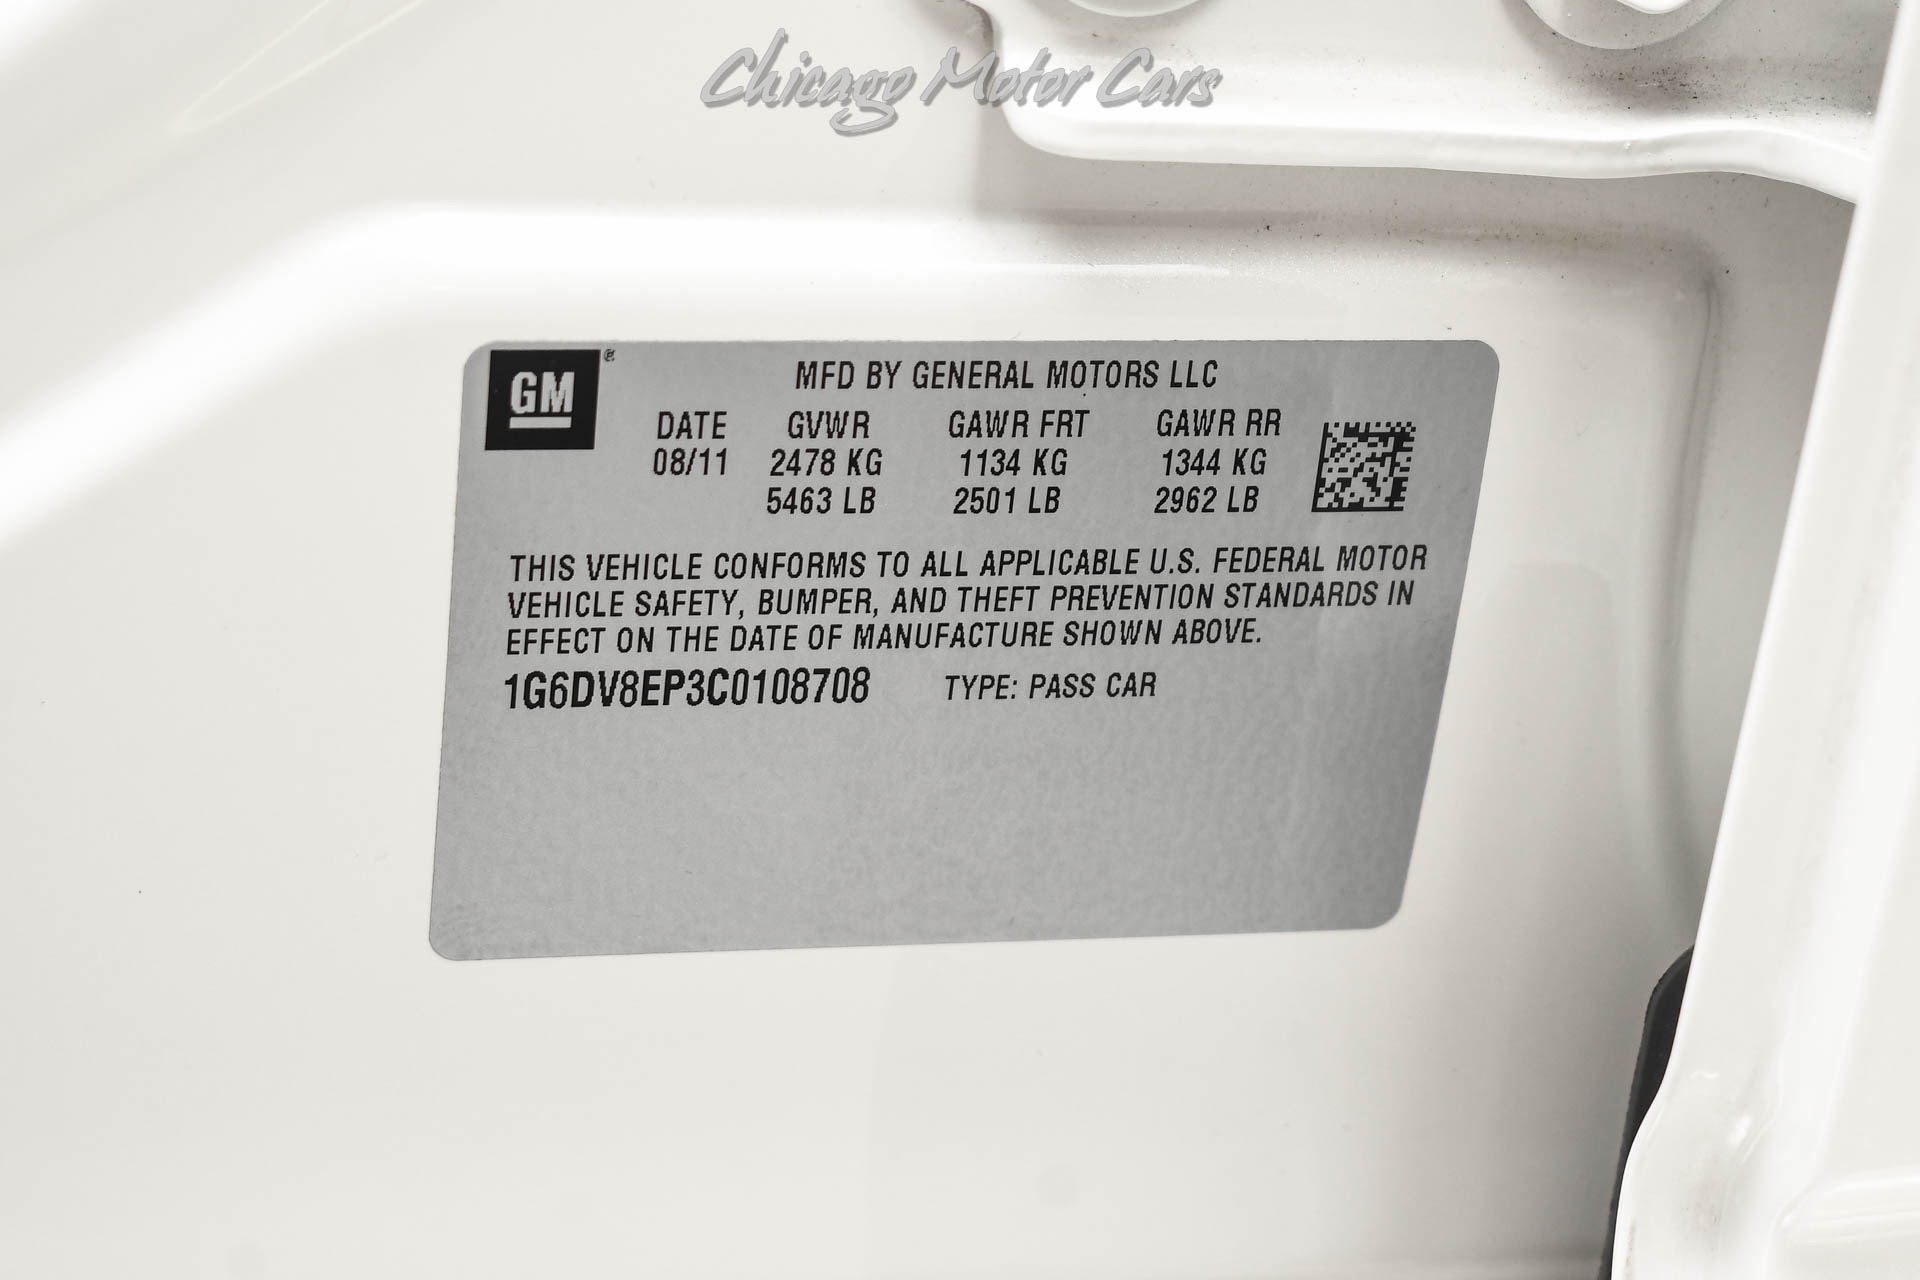 Chicago Motor Cars
GM
MFD BY GENERAL MOTORS LLC
DATE GVWR GAWR FRT GAWR RR
08/11 2478 KG 1134 KG 1344 KG
5463 LB 2501 LB 2962 LB
THIS VEHICLE CONFORMS TO ALL APPLICABLE U.S. FEDERAL MOTOR
VEHICLE SAFETY, BUMPER, AND THEFT PREVENTION STANDARDS IN
EFFECT ON THE DATE OF MANUFACTURE SHOWN ABOVE.
1G6DV8EP3C0108708 TYPE: PASS CAR